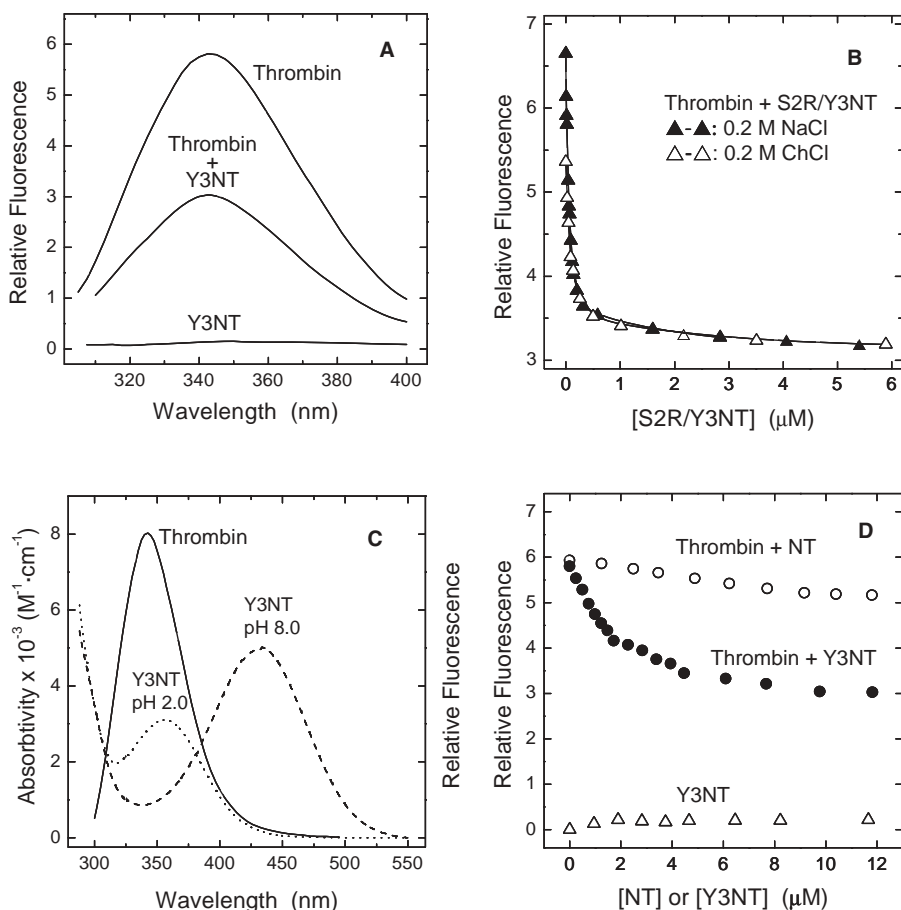 A
6
5
4
3
2
1
0
Relative Fluorescence
Thrombin
Thrombin
+
Y3NT
Y3NT
320 340 360 380 400
Wavelength (nm)
B
7
6
5
4
3
Relative Fluorescence
Thrombin + S2R/Y3NT
▲-▲: 0.2 M NaCl
△-△: 0.2 M ChCl
0 1 2 3 4 5 6
[S2R/Y3NT] (μM)
C
8
6
4
2
0
Absorbtivity x 10⁻³ (M⁻¹·cm⁻¹)
Relative Fluorescence
Thrombin
Y3NT
pH 8.0
Y3NT
pH 2.0
300 350 400 450 500 550
Wavelength (nm)
D
7
6
5
4
3
2
1
0
Relative Fluorescence
Thrombin + NT
Thrombin + Y3NT
Y3NT
0 2 4 6 8 10 12
[NT] or [Y3NT] (μM)